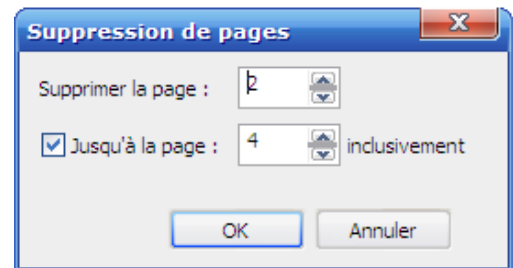 Suppression de pages
Supprimer la page : 2
Jusqu'à la page : 4 inclusivement
OK Annuler